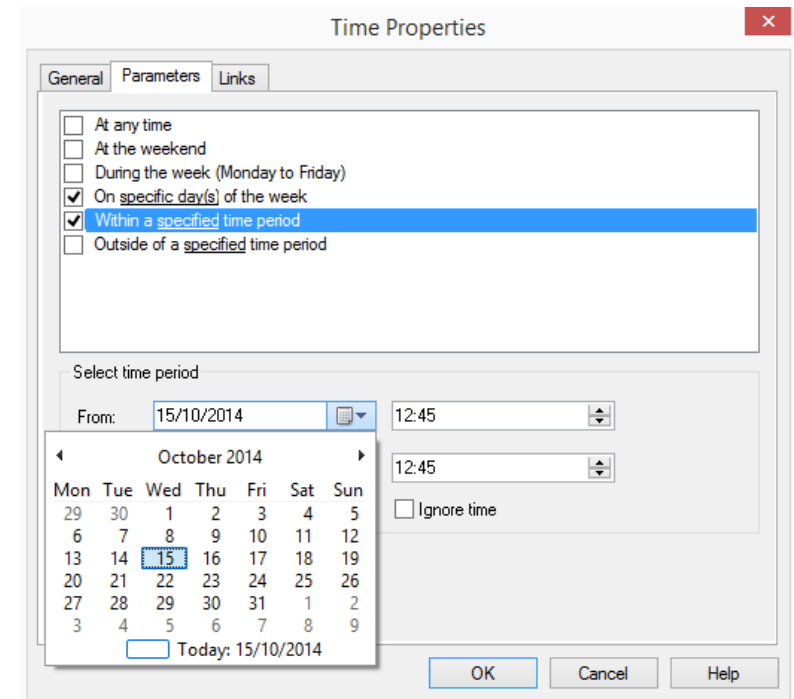 Time Properties
General Parameters Links
At any time
At the weekend
During the week (Monday to Friday)
On specific day(s) of the week
Within a specified time period
Outside of a specified time period
Select time period
From: 15/10/2014 12:45
October 2014
12:45
Mon Tue Wed Thu Fri Sat Sun
Ignore time
29 30 1 2 3 4 5
6 7 8 9 10 11 12
13 14 15 16 17 18 19
20 21 22 23 24 25 26
27 28 29 30 31 1 2
3 4 5 6 7 8 9
Today: 15/10/2014
OK Cancel Help